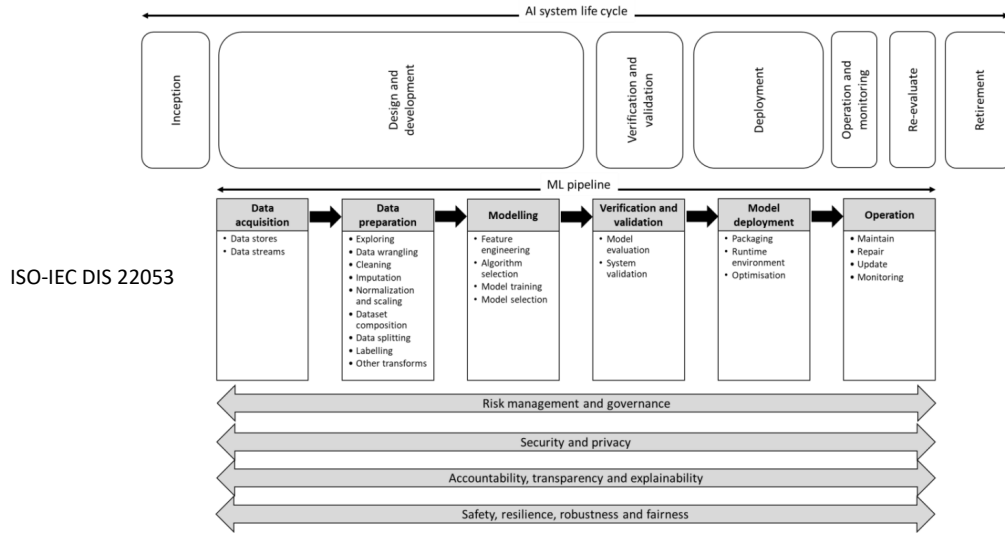 AI system life cycle
Inception
Design and
development
Verification and
validation
Deployment
Operation and
monitoring
Re-evaluate
Retirement
ML pipeline
Data
acquisition
• Data stores
• Data streams
Data
preparation
• Exploring
• Data wrangling
• Cleaning
• Imputation
• Normalization
and scaling
• Dataset
composition
• Data splitting
• Labelling
• Other transforms
Modelling
• Feature
engineering
• Algorithm
selection
• Model training
• Model selection
Verification and
validation
• Model
evaluation
• System
validation
Model
deployment
• Packaging
• Runtime
environment
• Optimisation
Operation
• Maintain
• Repair
• Update
• Monitoring
ISO-IEC DIS 22053
Risk management and governance
Security and privacy
Accountability, transparency and explainability
Safety, resilience, robustness and fairness